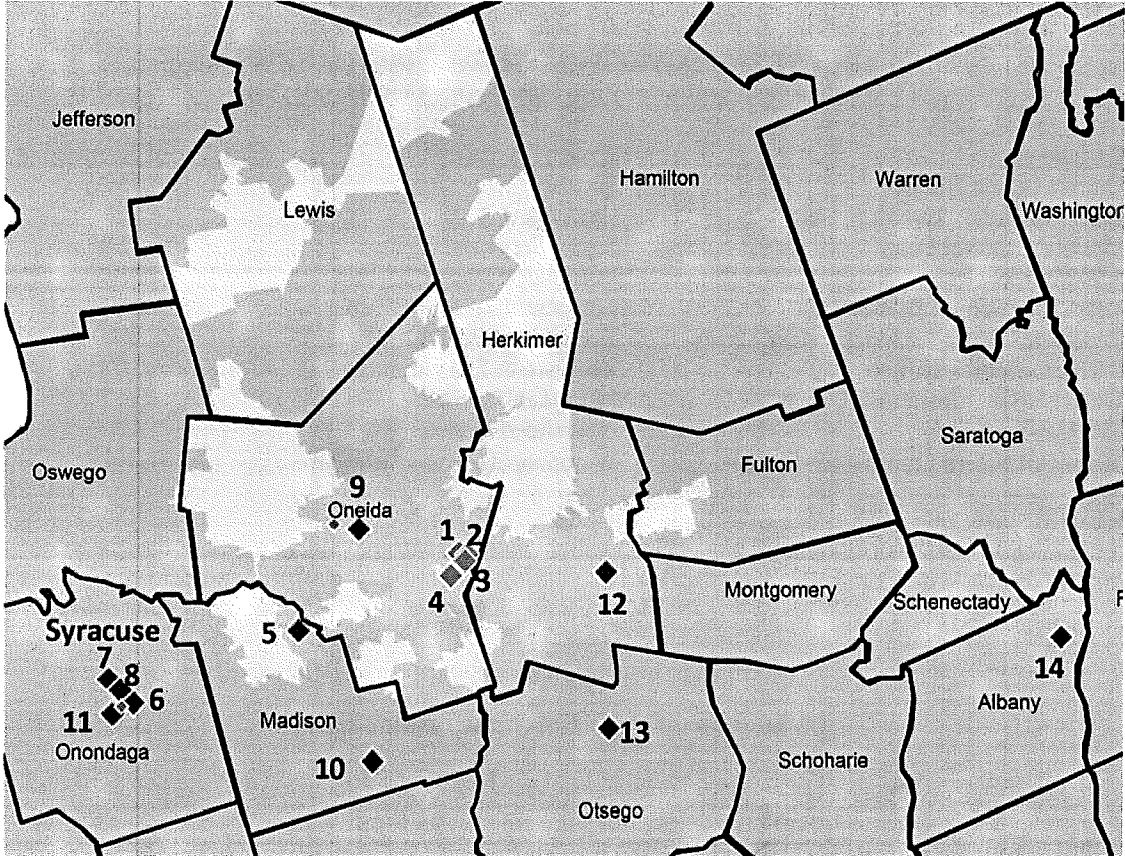 Jefferson
Lewis
Hamilton
Warren
Washington
Herkimer
Saratoga
Oswego
Fulton
9
Oneida
1 2
3
4
Montgomery
Schenectady
12
Syracuse
5
7
8
6
11
Onondaga
Madison
10
13
Otsego
Schoharie
14
Albany